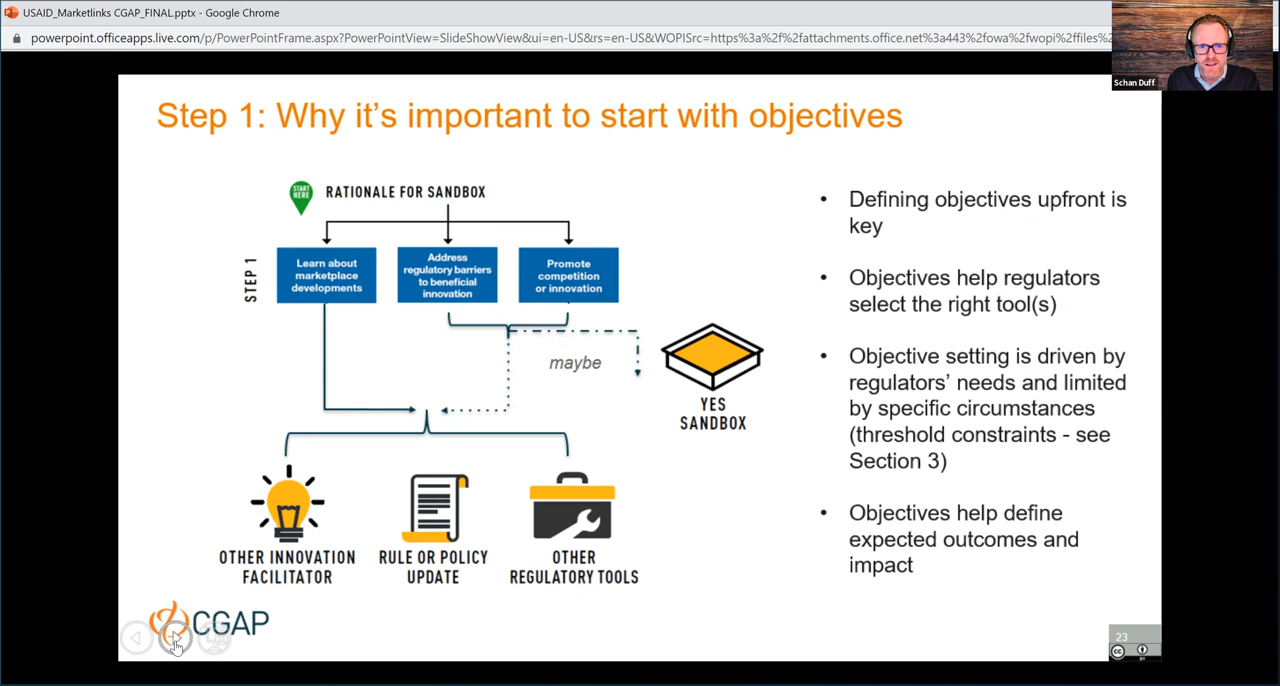 USAID_Marketlinks CGAP_FINAL.pptx - Google Chrome
powerpoint.officeapps.live.com/p/PowerPointFrame.aspx?PowerPointView=SlideShowView&ui=en-US&rs=en-US&WOPISrc=https%3a%2f%2fattachments.office.net%3a443%2fowa%2fwopi%2ffiles%
Schan Duff
Step 1: Why it's important to start with objectives
START
HERE
RATIONALE FOR SANDBOX
STEP 1
Learn about
marketplace
developments
Address
regulatory barriers
to beneficial
innovation
Promote
competition
or innovation
maybe
YES
SANDBOX
OTHER INNOVATION
FACILITATOR
RULE OR POLICY
UPDATE
OTHER
REGULATORY TOOLS
• Defining objectives upfront is
key
• Objectives help regulators
select the right tool(s)
• Objective setting is driven by
regulators' needs and limited
by specific circumstances
(threshold constraints - see
Section 3)
• Objectives help define
expected outcomes and
impact
CGAP
23
cc
BY